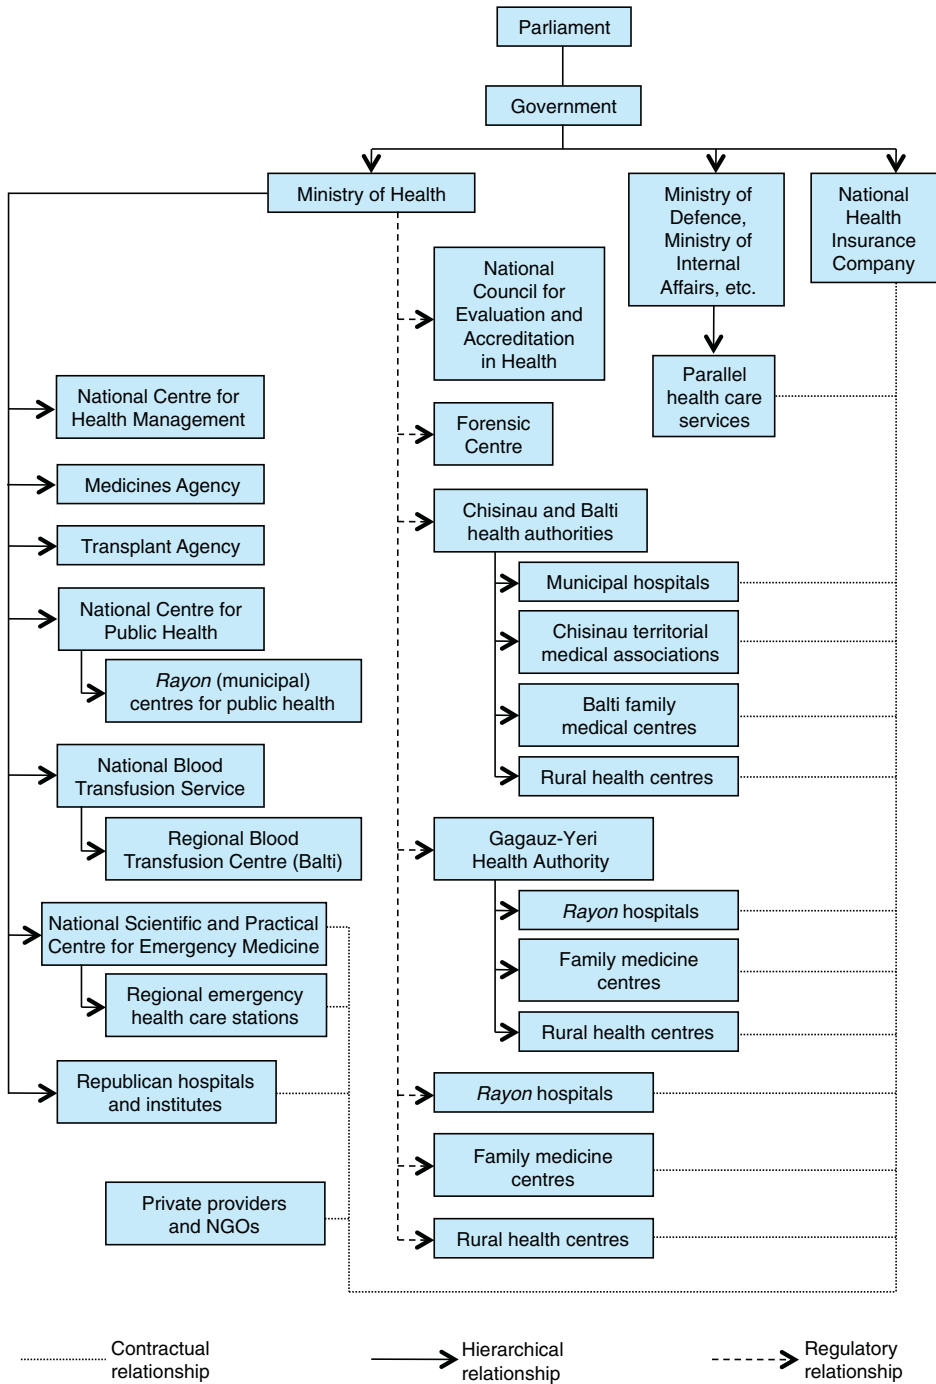 Parliament
Government
Ministry of Health
Ministry of
Defence,
Ministry of
Internal
Affairs, etc.
National
Health
Insurance
Company
National
Council for
Evaluation and
Accreditation
in Health
Parallel
health care
services
National Centre for
Health Management
Forensic
Centre
Medicines Agency
Chisinau and Balti
health authorities
Transplant Agency
Municipal hospitals
National Centre for
Public Health
Chisinau territorial
medical associations
Rayon (municipal)
centres for public health
Balti family
medical centres
National Blood
Transfusion Service
Rural health centres
Regional Blood
Transfusion Centre (Balti)
Gagauz-Yeri
Health Authority
National Scientific and Practical
Centre for Emergency Medicine
Rayon hospitals
Family medicine
centres
Regional emergency
health care stations
Rural health centres
Republican hospitals
and institutes
Rayon hospitals
Family medicine
centres
Private providers
and NGOs
Rural health centres
Contractual
relationship
Hierarchical
relationship
Regulatory
relationship